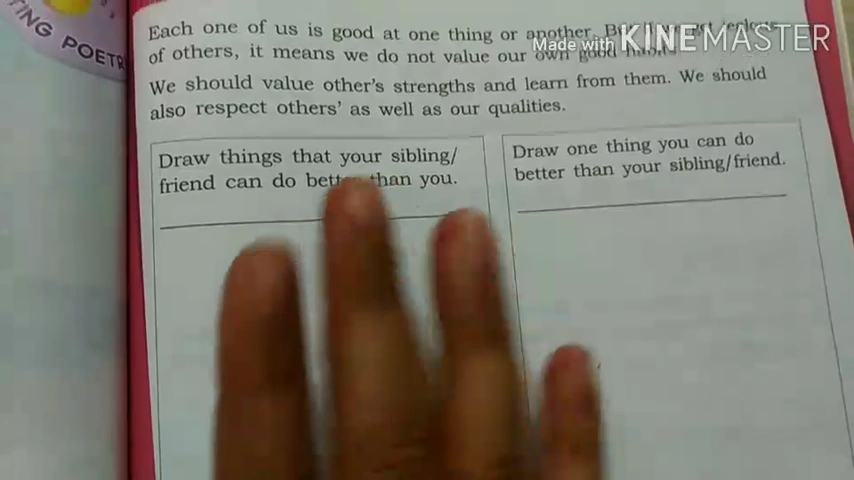 TING POETR
Each one of us is good at one thing or another.
of others, it means we do not value our own good habits.
We should value other's strengths and learn from them. We should
also respect others' as well as our qualities.
Draw things that your sibling/
friend can do better than you.
Draw one thing you can do
better than your sibling/friend.
Made with KINEMASTER